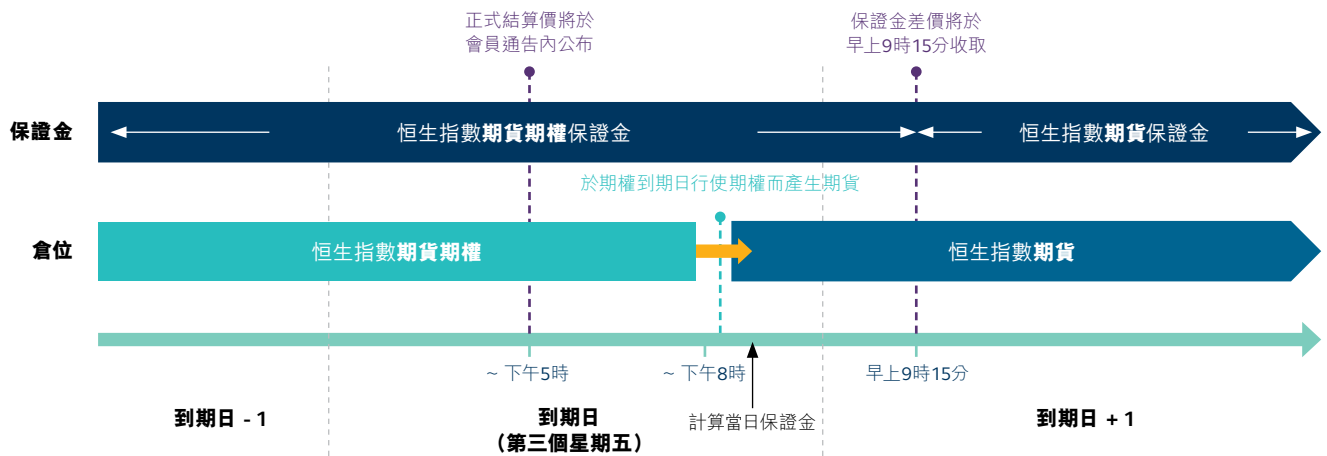 正式結算價將於
會員通告內公布
保證金差價將於
早上9時15分收取
保證金
恒生指數期貨期權保證金
恒生指數期貨保證金
於期權到期日行使期權而產生期貨
倉位
恒生指數期貨期權
恒生指數期貨
~ 下午5時
~ 下午8時
早上9時15分
到期日 - 1
到期日
（第三個星期五）
計算當日保證金
到期日 + 1